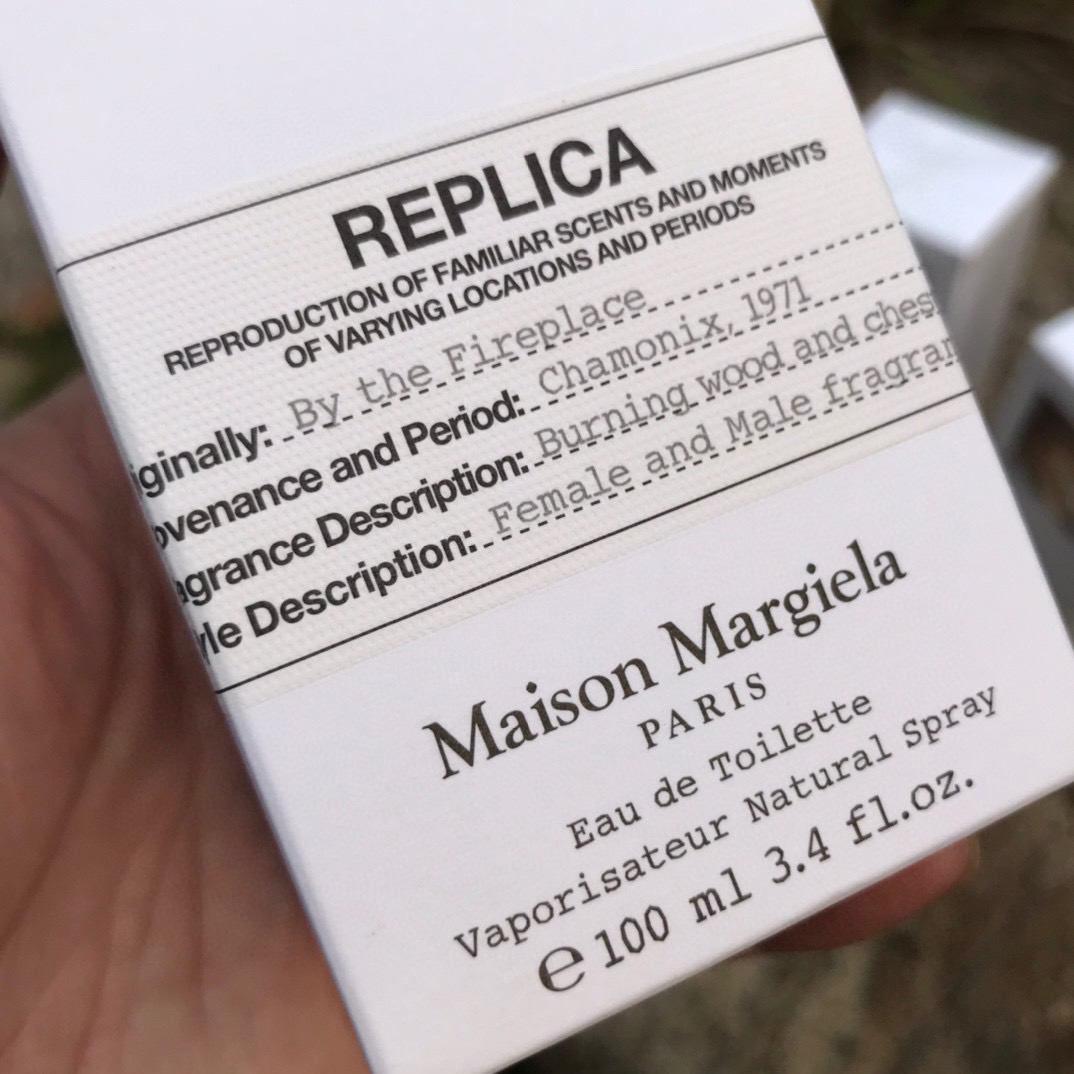 REPLICA
REPRODUCTION OF FAMILIAR SCENTS AND MOMENTS
OF VARYING LOCATIONS AND PERIODS
iginally: By the Fireplace
ovenance and Period: Chamonix, 1971
agrance Description: Burning wood and ches
yle Description: Female and Male fragran
Maison Margiela
PARIS
Eau de Toilette
Vaporisateur Natural Spray
℮ 100 ml 3.4 fl.oz.